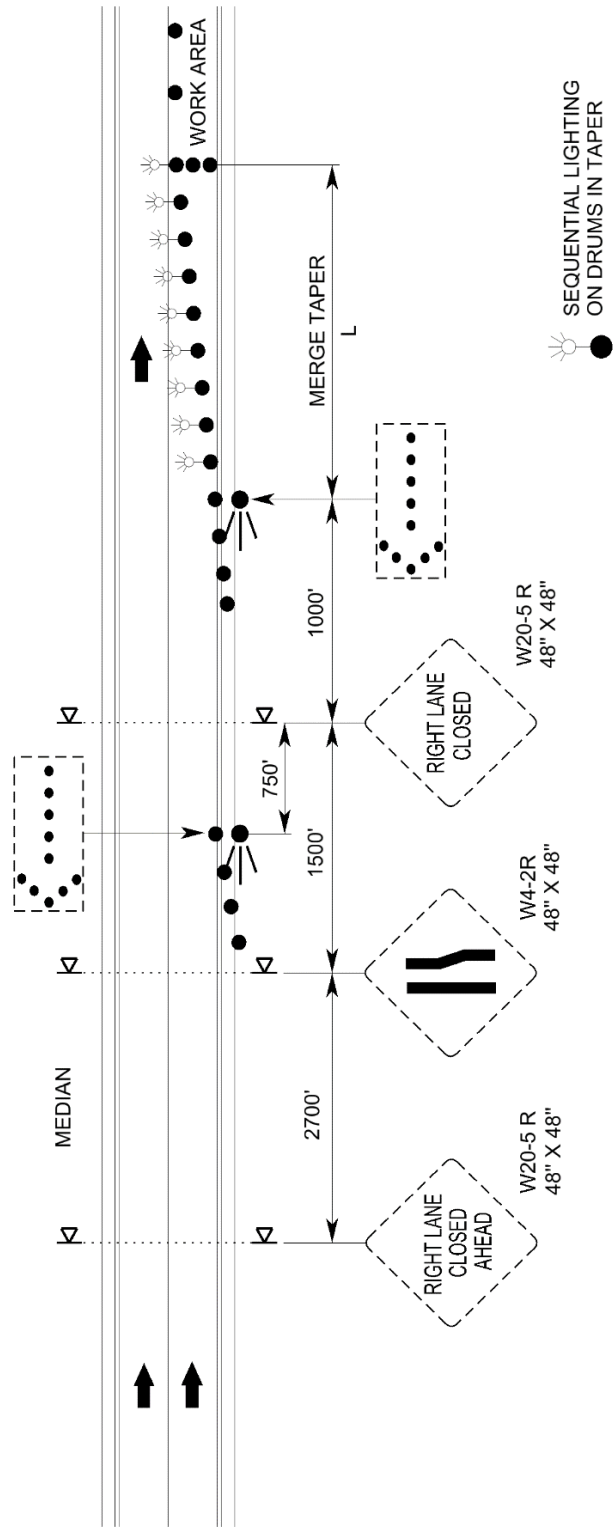 MEDIAN
WORK AREA
MERGE TAPER
L
2700'
1500'
750'
1000'
RIGHT LANE
CLOSED
AHEAD
W20-5 R
48" X 48"
W4-2R
48" X 48"
RIGHT LANE
CLOSED
W20-5 R
48" X 48"
SEQUENTIAL LIGHTING
ON DRUMS IN TAPER